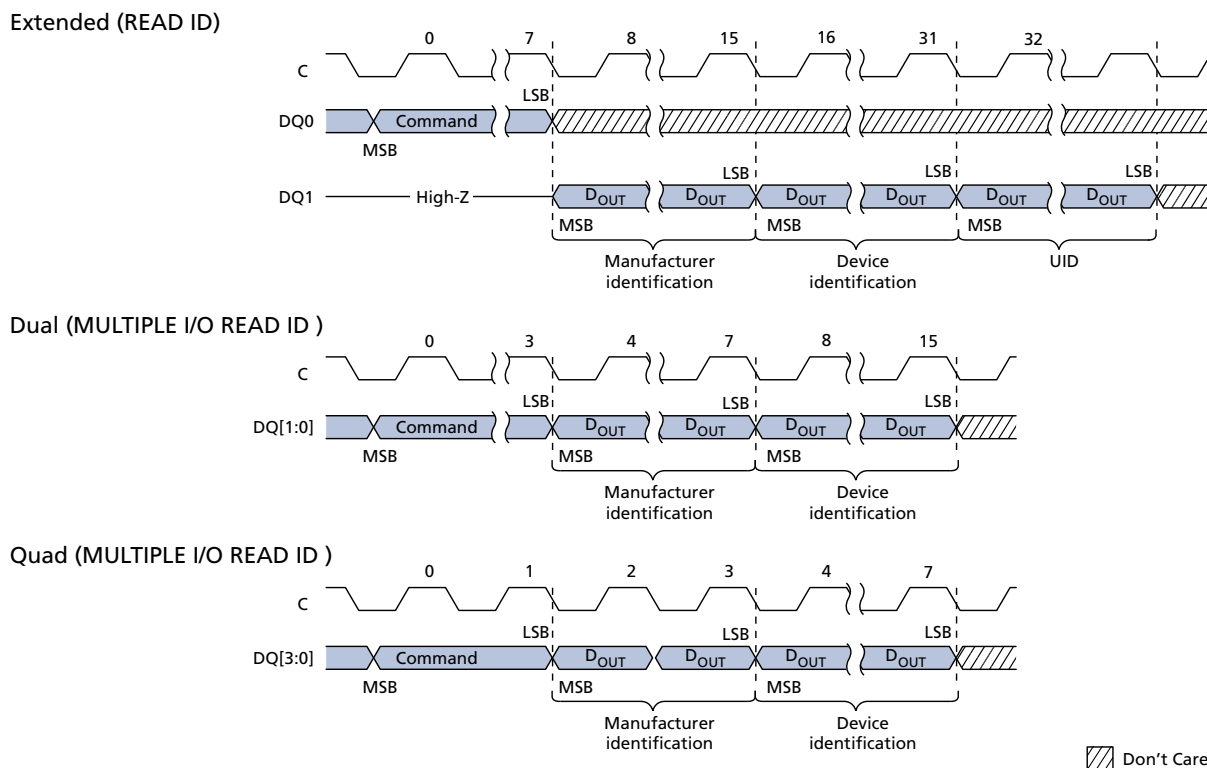 Extended (READ ID)
0 7 8 15 16 31 32
C
LSB
DQ0 Command
MSB
LSB LSB LSB
DQ1 High-Z DOUT DOUT DOUT DOUT DOUT DOUT
MSB MSB MSB
Manufacturer identification
Device identification
UID
Dual (MULTIPLE I/O READ ID )
0 3 4 7 8 15
C
LSB LSB LSB
DQ[1:0] Command DOUT DOUT DOUT DOUT
MSB MSB MSB
Manufacturer identification
Device identification
Quad (MULTIPLE I/O READ ID )
0 1 2 3 4 7
C
LSB LSB LSB
DQ[3:0] Command DOUT DOUT DOUT DOUT
MSB MSB MSB
Manufacturer identification
Device identification
Don't Care